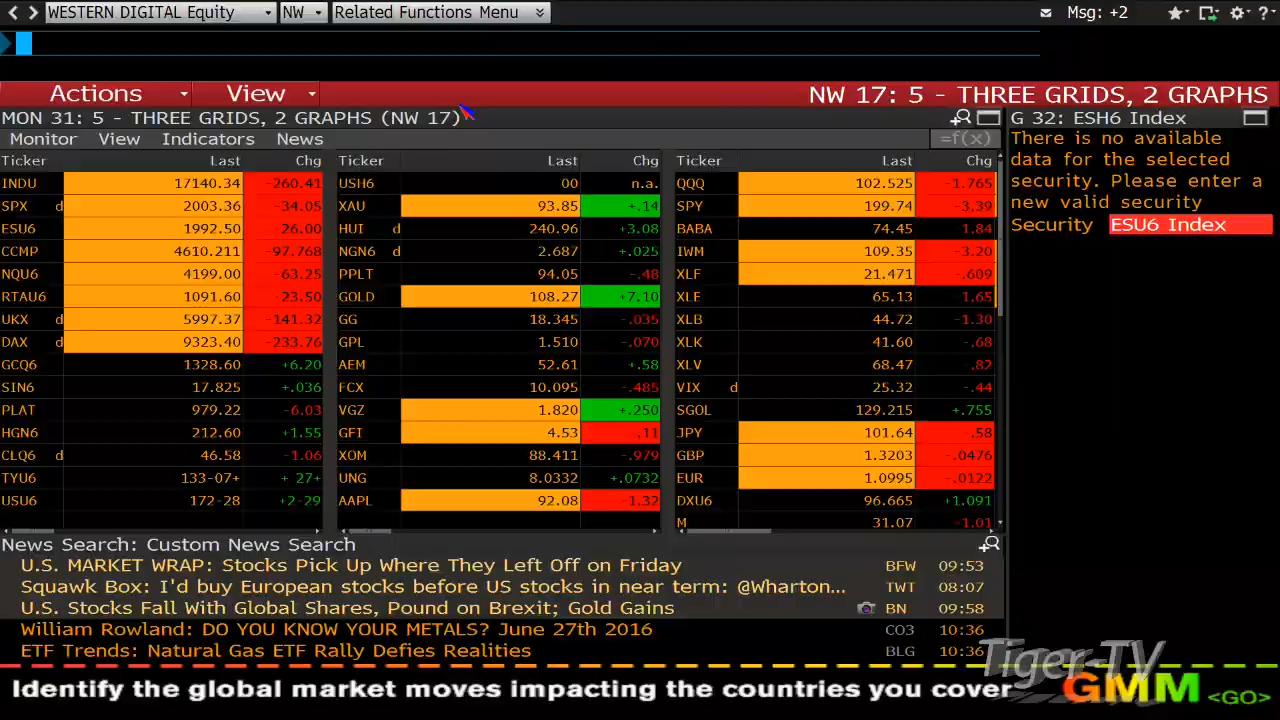 WESTERN DIGITAL Equity NW Related Functions Menu Msg: +2 ?
Actions View NW 17: 5 - THREE GRIDS, 2 GRAPHS
MON 31: 5 - THREE GRIDS, 2 GRAPHS (NW 17) G 32: ESH6 Index
Monitor View Indicators News =f(x)
There is no available
data for the selected
security. Please enter a
new valid security
Security ESU6 Index
Ticker Last Chg Ticker Last Chg Ticker Last Chg
INDU 17140.34 -260.41 USH6 00 n.a. QQQ 102.525 -1.765
SPX d 2003.36 -34.05 XAU 93.85 +.14 SPY 199.74 -3.39
ESU6 1992.50 -26.00 HUI d 240.96 +3.08 BABA 74.45 1.84
CCMP 4610.211 -97.768 NGN6 d 2.687 +.025 IWM 109.35 -3.20
NQU6 4199.00 -63.25 PPLT 94.05 -.48 XLF 21.471 -.609
RTAU6 1091.60 -23.50 GOLD 108.27 +7.10 XLE 65.13 1.65
UKX d 5997.37 -141.32 GG 18.345 -.035 XLB 44.72 -1.30
DAX d 9323.40 -233.76 GPL 1.510 -.070 XLK 41.60 -.68
GCQ6 1328.60 +6.20 AEM 52.61 +.58 XLV 68.47 .82
SIN6 17.825 +.036 FCX 10.095 -.485 VIX d 25.32 -.44
PLAT 979.22 -6.03 VGZ 1.820 +.250 SGOL 129.215 +.755
HGN6 212.60 +1.55 GFI 4.53 .11 JPY 101.64 -.58
CLQ6 d 46.58 -1.06 XOM 88.411 -.979 GBP 1.3203 -.0476
TYU6 133-07+ + 27+ UNG 8.0332 +.0732 EUR 1.0995 -.0122
USU6 172-28 +2-29 AAPL 92.08 -1.32 DXU6 96.665 +1.091
M 31.07 -1.01
News Search: Custom News Search
U.S. MARKET WRAP: Stocks Pick Up Where They Left Off on Friday BFW 09:53
Squawk Box: I'd buy European stocks before US stocks in near term: @Wharton... TWT 08:07
U.S. Stocks Fall With Global Shares, Pound on Brexit; Gold Gains BN 09:58
William Rowland: DO YOU KNOW YOUR METALS? June 27th 2016 CO3 10:36
ETF Trends: Natural Gas ETF Rally Defies Realities BLG 10:36
Tiger-TV
Identify the global market moves impacting the countries you cover GMM <GO>